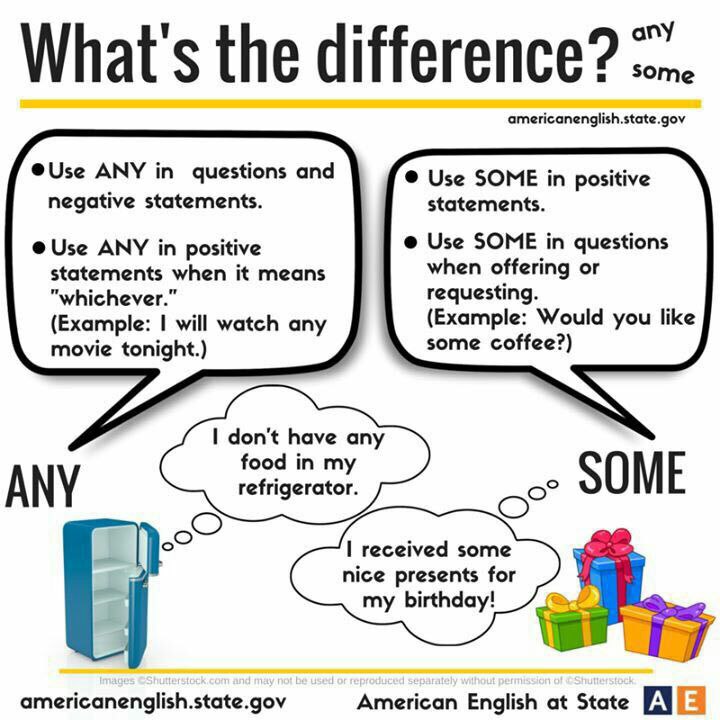 What's the difference? any
some
americanenglish.state.gov
● Use ANY in questions and
negative statements.
● Use ANY in positive
statements when it means
"whichever."
(Example: I will watch any
movie tonight.)
● Use SOME in positive
statements.
● Use SOME in questions
when offering or
requesting.
(Example: Would you like
some coffee?)
ANY
I don't have any
food in my
refrigerator.
SOME
I received some
nice presents for
my birthday!
Images ©Shutterstock.com and may not be used or reproduced separately without permission of ©Shutterstock.
americanenglish.state.gov
American English at State A E